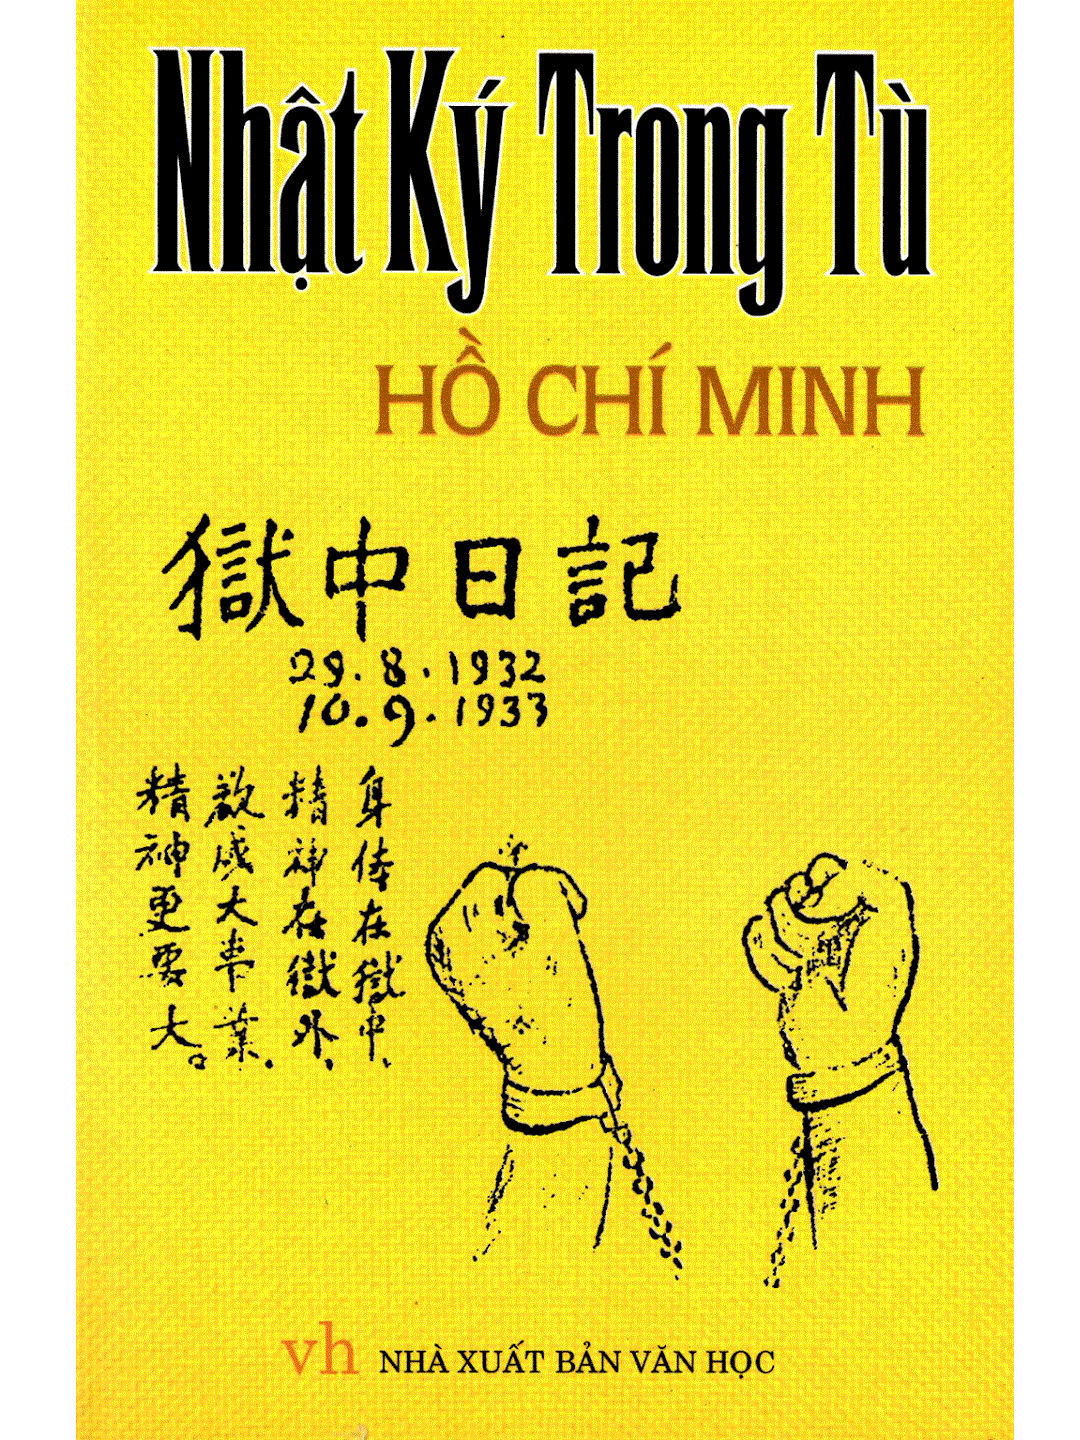 Nhật Ký Trong Tù
HỒ CHÍ MINH
獄中日記
29.8.1932
10.9.1933
身体在獄中、
精神在獄外、
欲成大事業、
精神更要大。
vh NHÀ XUẤT BẢN VĂN HỌC